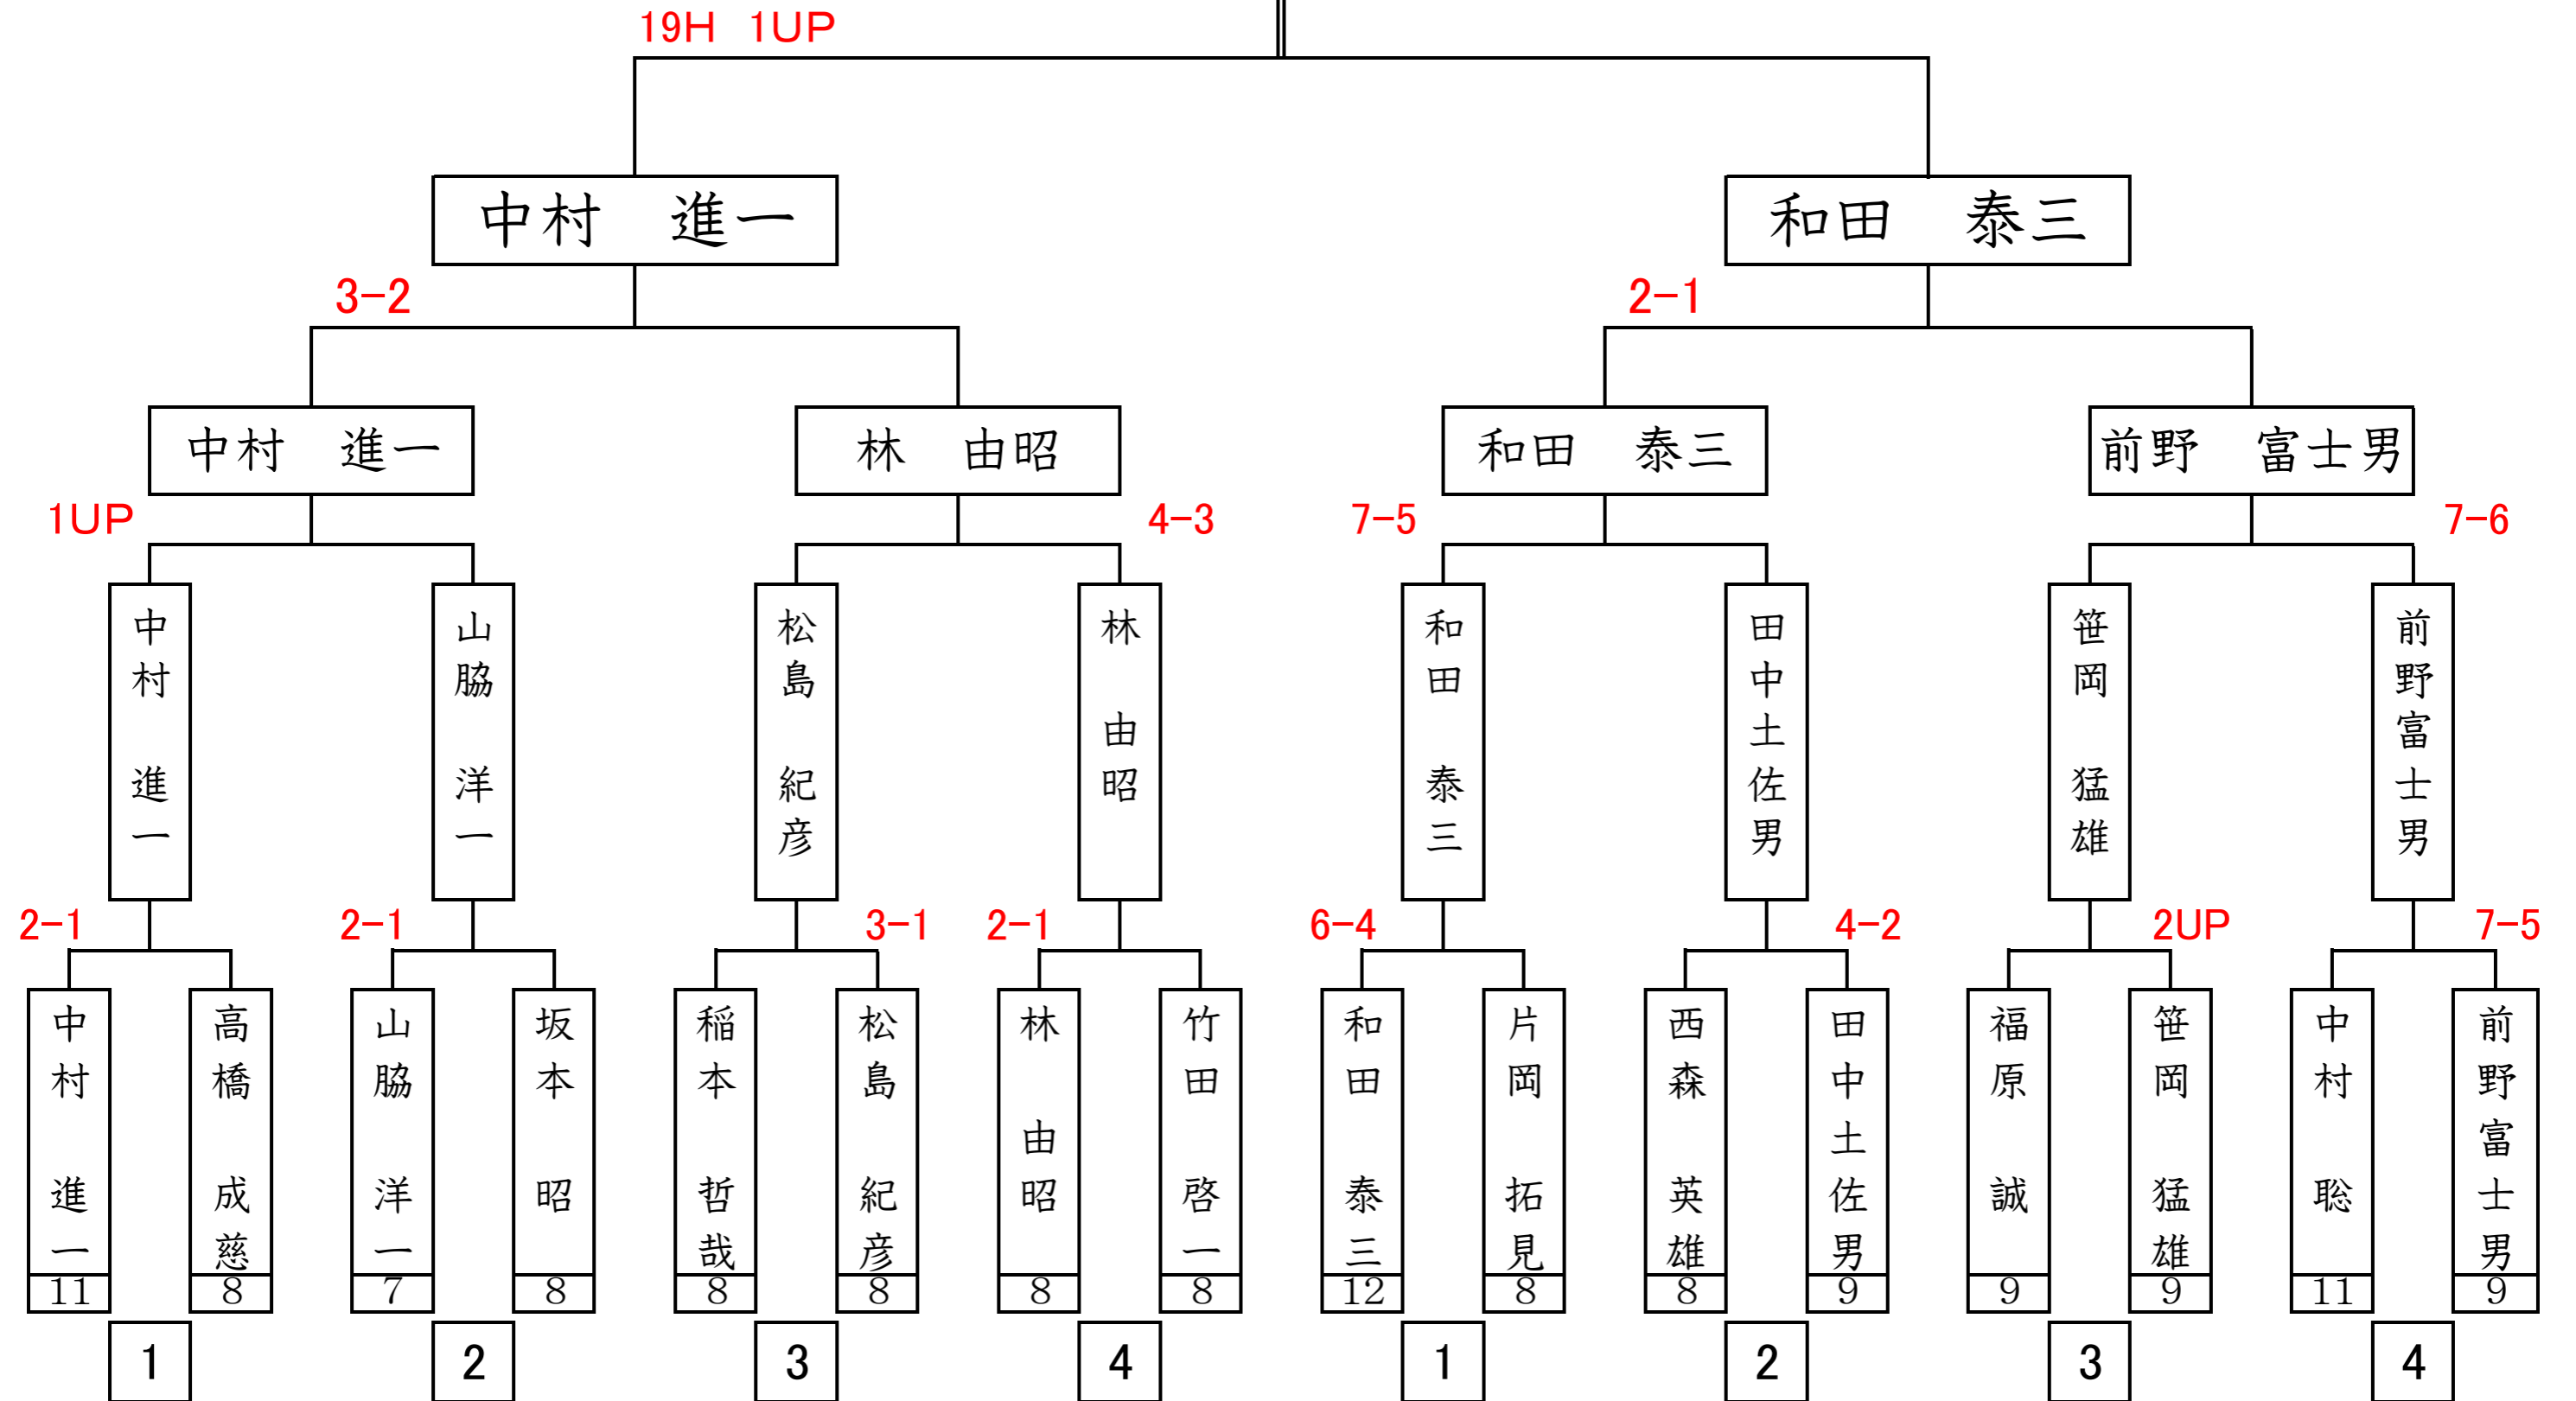 19H 1UP
中村 進一
和田 泰三
3-2
2-1
中村 進一
林 由昭
和田 泰三
前野 富士男
1UP
4-3
7-5
7-6
中村 進一
山脇 洋一
松島 紀彦
林 由昭
和田 泰三
田中土佐男
笹岡 猛雄
前野富士男
2-1
2-1
3-1
2-1
6-4
4-2
2UP
7-5
中村 進一
高橋 成慈
山脇 洋一
坂本 昭
稲本 哲哉
松島 紀彦
林 由昭
竹田 啓一
和田 泰三
片岡 拓見
西森 英雄
田中土佐男
福原 誠
笹岡 猛雄
中村 聡
前野富士男
11
8
7
8
8
8
8
8
12
8
8
9
9
9
11
9
1
2
3
4
1
2
3
4